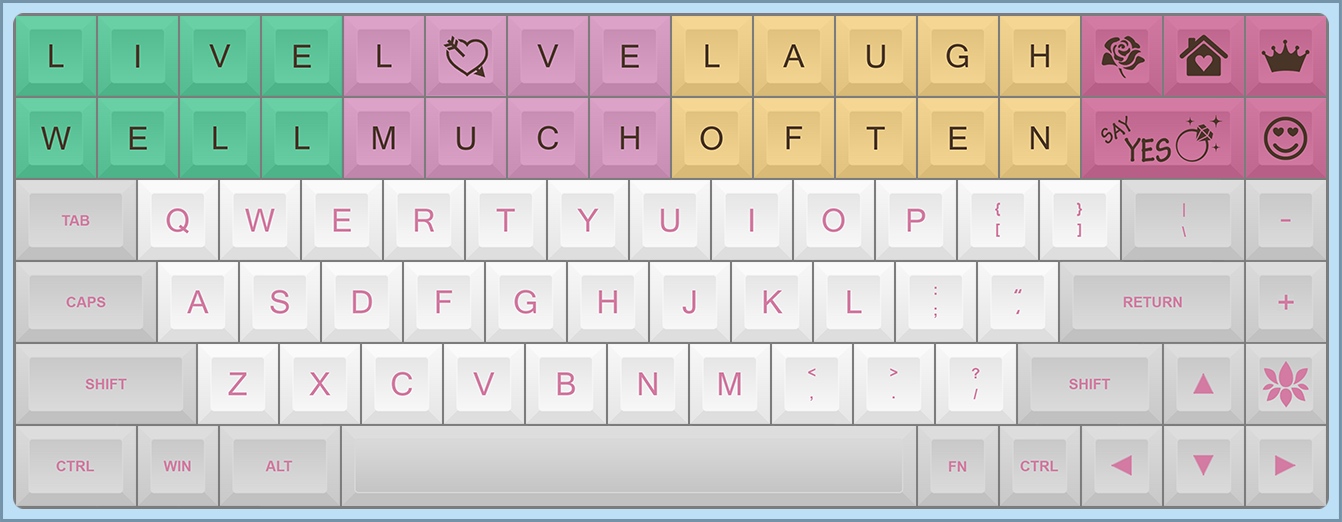 L I V E L V E L A U G H
W E L L M U C H O F T E N SAY YES
TAB Q W E R T Y U I O P { [ } ] | \ −
CAPS A S D F G H J K L : ; “ ‘ RETURN +
SHIFT Z X C V B N M < , > . ? / SHIFT ▲
CTRL WIN ALT FN CTRL ◀ ▼ ▶